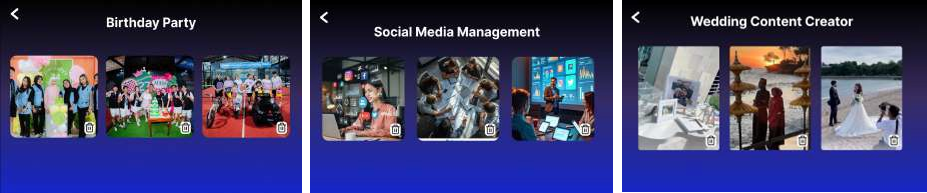 Birthday Party
Social Media Management
Wedding Content Creator